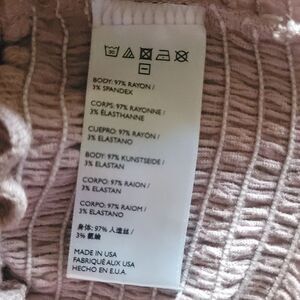 BODY: 97% RAYON /
3% SPANDEX
CORPS: 97% RAYONNE /
3% ÉLASTHANNE
CUERPO: 97% RAYÓN /
3% ELASTANO
BODY: 97% KUNSTSEIDE /
3% ELASTAN
CORPO: 97% RAION /
3% ELASTAN
CORPO: 97% RAIOM /
3% ELASTANO
身体: 97% 人造丝 /
3% 氨纶
MADE IN USA
FABRIQUÉ AUX USA
HECHO EN E.U.A.